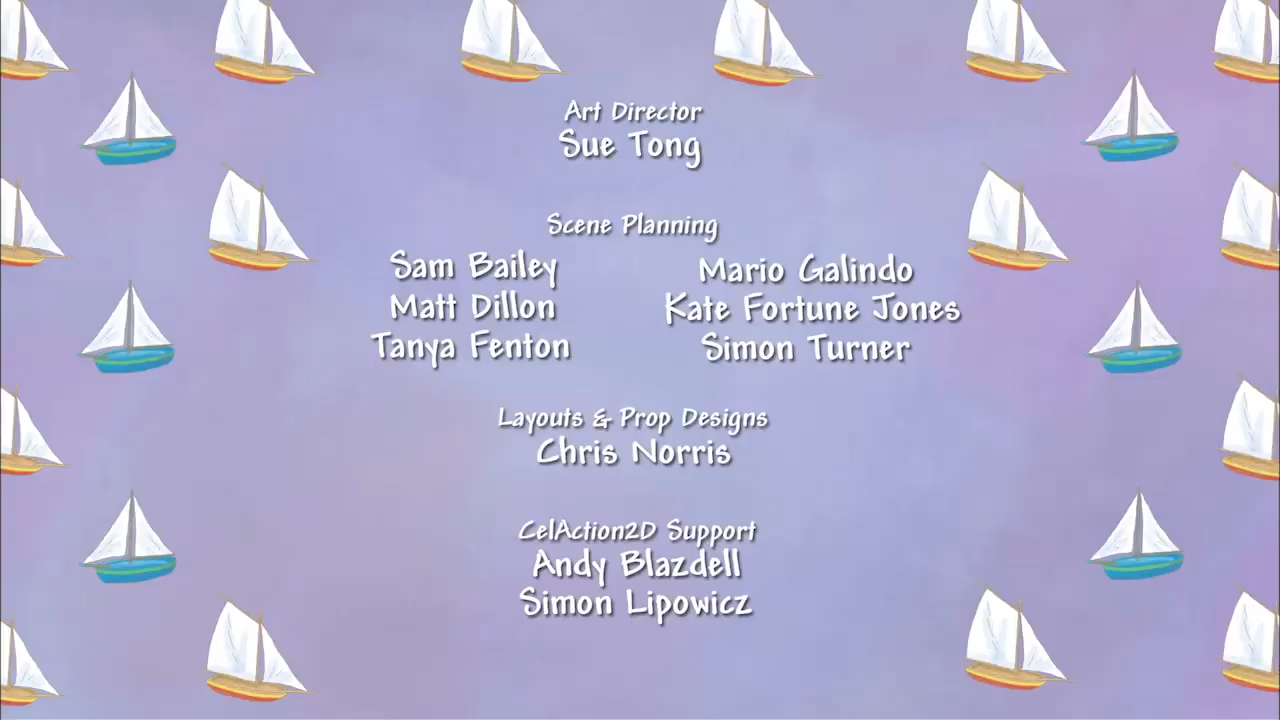 Art Director
Sue Tong
Scene Planning
Sam Bailey
Matt Dillon
Tanya Fenton
Mario Galindo
Kate Fortune Jones
Simon Turner
Layouts & Prop Designs
Chris Norris
CelAction2D Support
Andy Blazdell
Simon Lipowicz